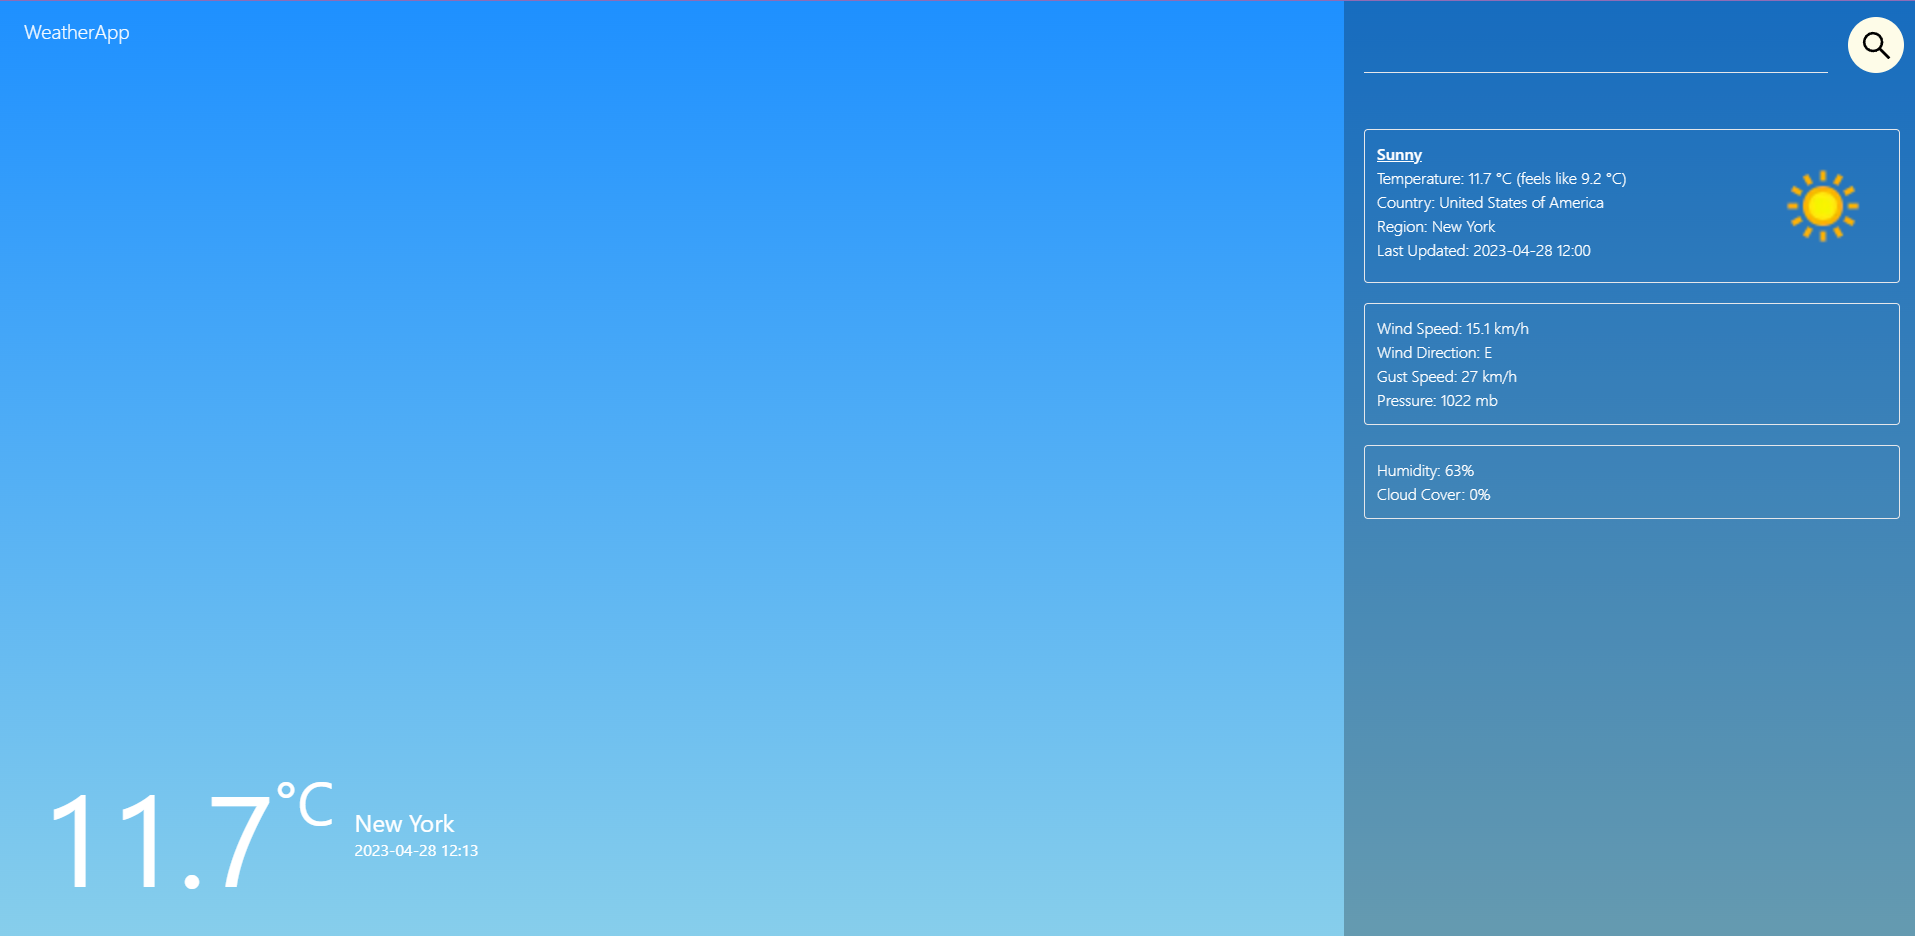 WeatherApp
Sunny
Temperature: 11.7 °C (feels like 9.2 °C)
Country: United States of America
Region: New York
Last Updated: 2023-04-28 12:00
Wind Speed: 15.1 km/h
Wind Direction: E
Gust Speed: 27 km/h
Pressure: 1022 mb
Humidity: 63%
Cloud Cover: 0%
11.7°C
New York
2023-04-28 12:13